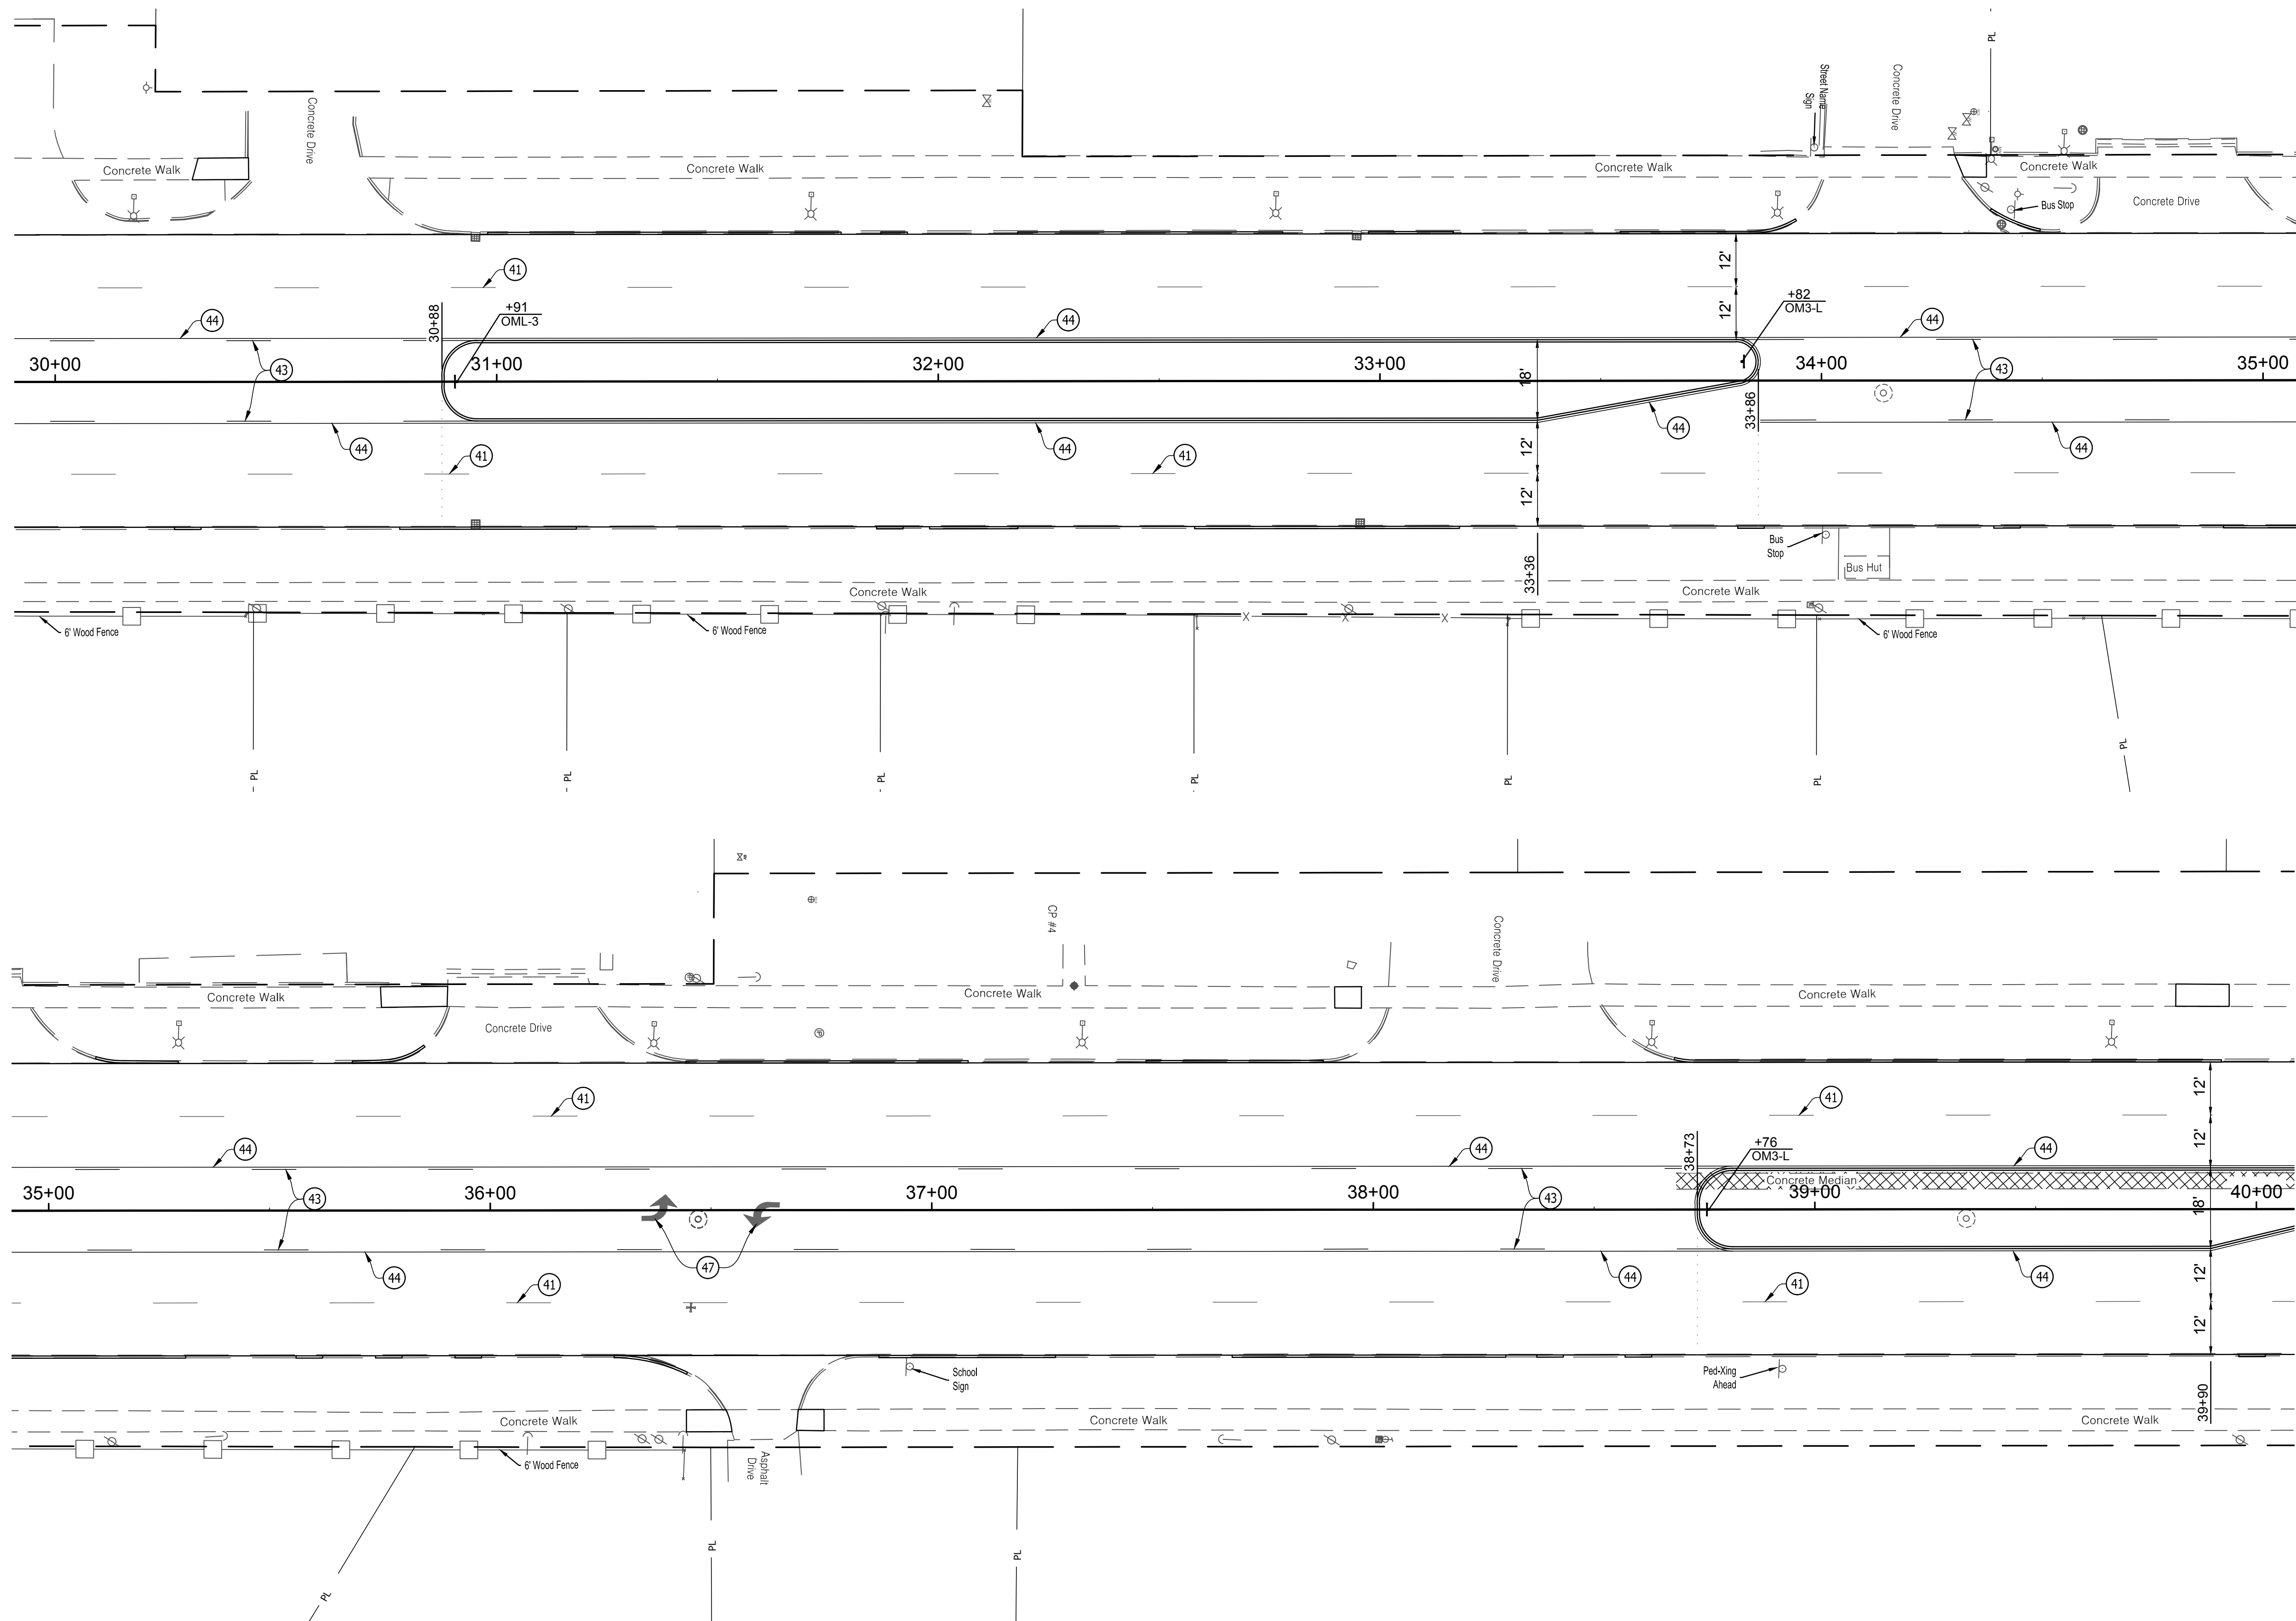 PL
Street Name
Sign
Concrete Drive
Concrete Drive
Concrete Walk
Concrete Walk
Concrete Walk
Concrete Walk
Bus Stop
Concrete Drive
12'
12'
41
+91
OML-3
+82
OM3-L
30+88
44
44
44
30+00
43
31+00
32+00
33+00
18'
34+00
43
35+00
33+86
44
44
44
44
41
41
12'
12'
Bus
Stop
Bus Hut
33+36
Concrete Walk
Concrete Walk
6' Wood Fence
6' Wood Fence
6' Wood Fence
X
X
X
PL
PL
PL
PL
PL
PL
PL
CP #4
Concrete Drive
Concrete Walk
Concrete Walk
Concrete Walk
Concrete Drive
12'
12'
41
41
44
44
44
38+73
+76
OM3-L
Concrete Median
35+00
43
36+00
37+00
38+00
43
39+00
40+00
18'
47
44
44
44
41
41
12'
12'
School
Sign
Ped-Xing
Ahead
39+90
Concrete Walk
Concrete Walk
Concrete Walk
6' Wood Fence
Asphalt
Drive
PL
PL
PL